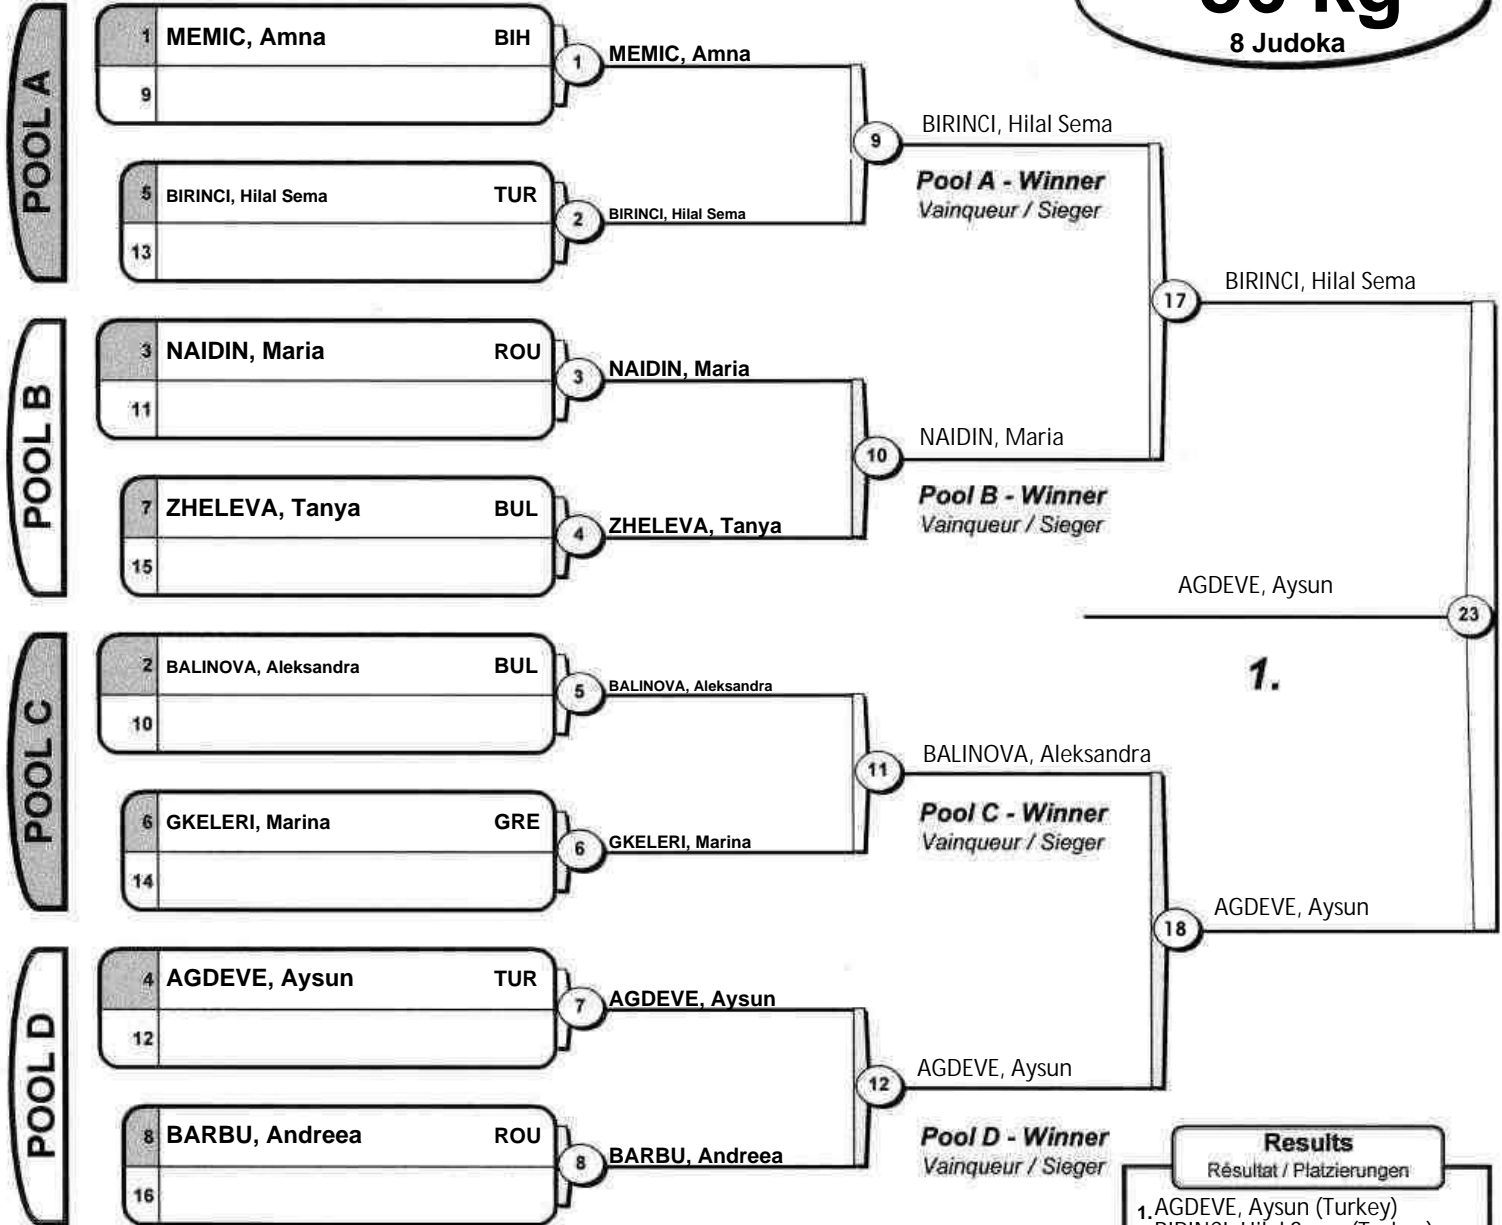 8 Judoka
POOL A
1 MEMIC, Amna BIH
9
1 MEMIC, Amna
5 BIRINCI, Hilal Sema TUR
13
2 BIRINCI, Hilal Sema
9 BIRINCI, Hilal Sema
Pool A - Winner
Vainqueur / Sieger
17 BIRINCI, Hilal Sema
POOL B
3 NAIDIN, Maria ROU
11
3 NAIDIN, Maria
7 ZHELEVA, Tanya BUL
15
4 ZHELEVA, Tanya
10 NAIDIN, Maria
Pool B - Winner
Vainqueur / Sieger
AGDEVE, Aysun 23
1.
POOL C
2 BALINOVA, Aleksandra BUL
10
5 BALINOVA, Aleksandra
6 GKELERI, Marina GRE
14
6 GKELERI, Marina
11 BALINOVA, Aleksandra
Pool C - Winner
Vainqueur / Sieger
18 AGDEVE, Aysun
POOL D
4 AGDEVE, Aysun TUR
12
7 AGDEVE, Aysun
8 BARBU, Andreea ROU
16
8 BARBU, Andreea
12 AGDEVE, Aysun
Pool D - Winner
Vainqueur / Sieger
Results
Résultat / Platzierungen
1. AGDEVE, Aysun (Turkey)